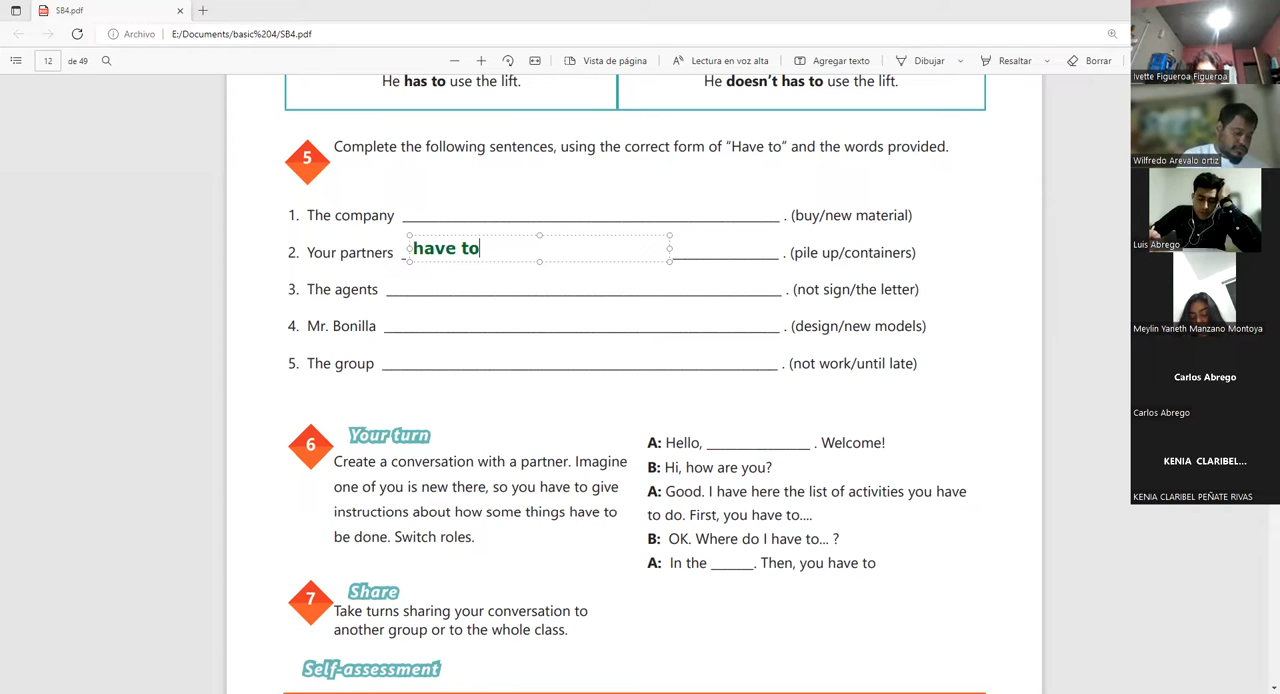 SB4.pdf
Archivo
E:/Documents/basic%204/SB4.pdf
12
de 49
Vista de página
Lectura en voz alta
Agregar texto
Dibujar
Resaltar
Borrar
He has to use the lift.
He doesn't has to use the lift.
5
Complete the following sentences, using the correct form of “Have to” and the words provided.
1. The company ______ . (buy/new material)
2. Your partners _ have to ______ . (pile up/containers)
3. The agents ______ . (not sign/the letter)
4. Mr. Bonilla ______ . (design/new models)
5. The group ______ . (not work/until late)
6
Your turn
Create a conversation with a partner. Imagine
one of you is new there, so you have to give
instructions about how some things have to
be done. Switch roles.
A: Hello, ______ . Welcome!
B: Hi, how are you?
A: Good. I have here the list of activities you have
to do. First, you have to....
B: OK. Where do I have to... ?
A: In the ______. Then, you have to
7
Share
Take turns sharing your conversation to
another group or to the whole class.
Self-assessment
Ivette Figueroa Figueroa
Wilfredo Arevalo ortiz
Luis Abrego
Meylin Yaneth Manzano Montoya
Carlos Abrego
Carlos Abrego
KENIA CLARIBEL...
KENIA CLARIBEL PEÑATE RIVAS